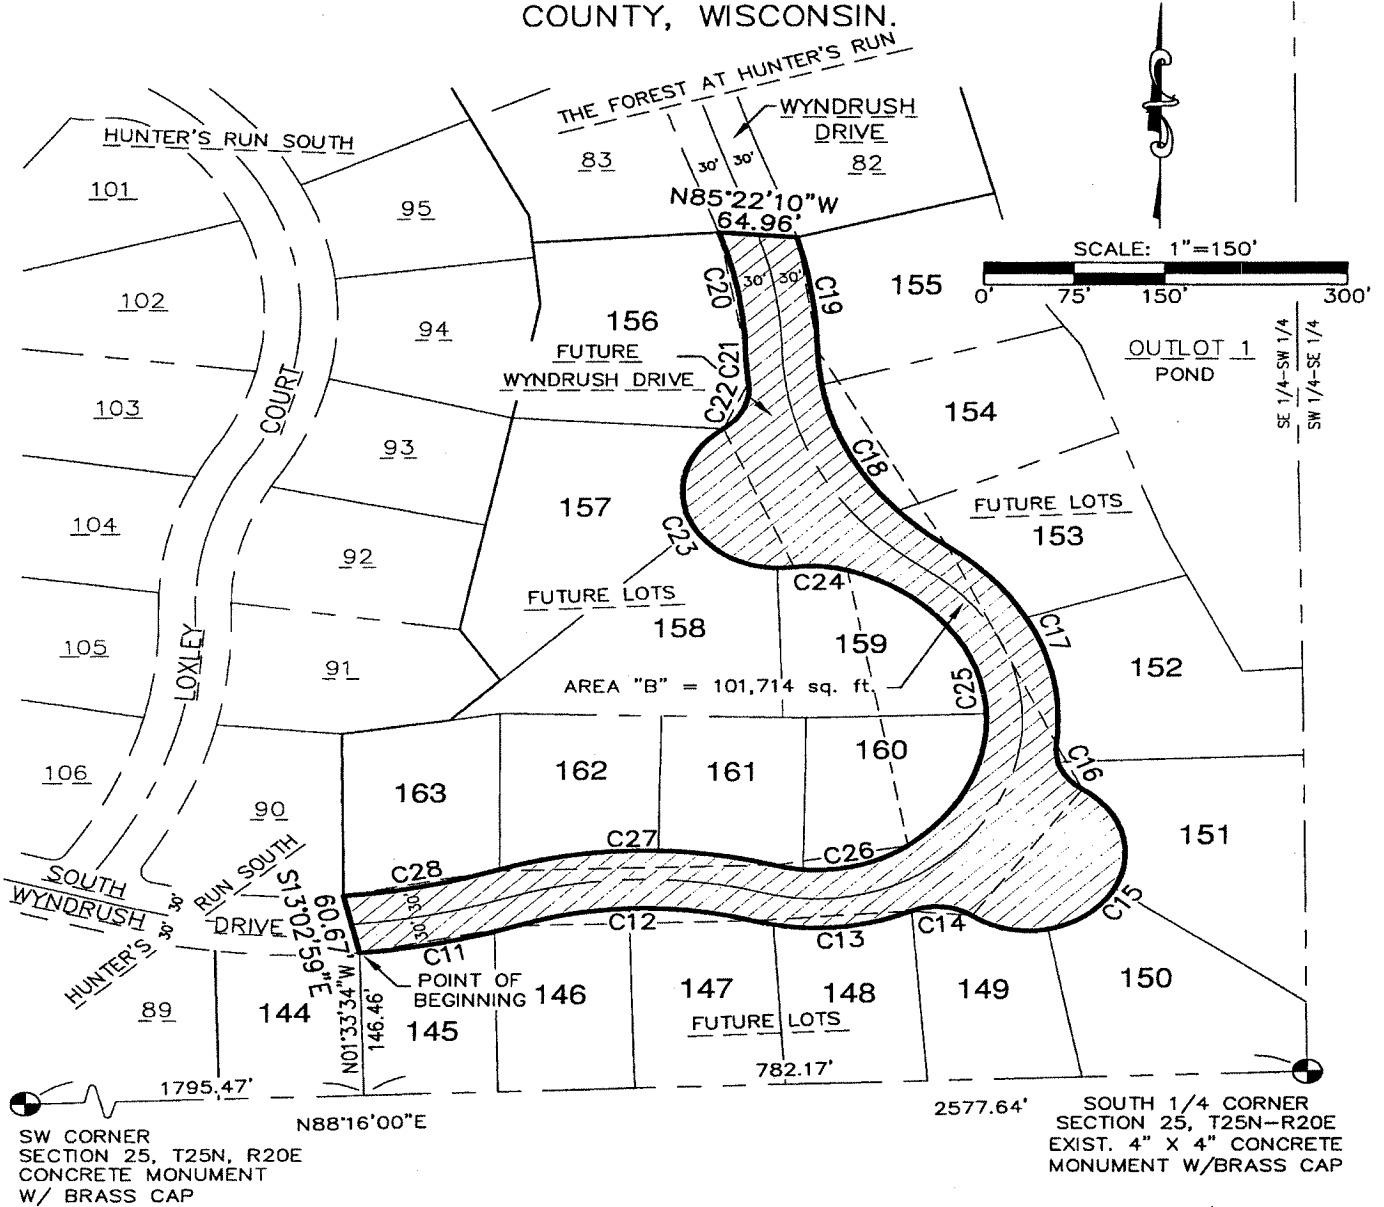 COUNTY, WISCONSIN.
THE FOREST AT HUNTER'S RUN
WYNDRUSH
DRIVE
HUNTER'S RUN SOUTH
83
30'
30'
82
101
95
N85°22'10"W
64.96'
SCALE: 1"=150'
0'
75'
150'
300'
102
94
156
C20
30'
30'
C19
155
FUTURE
WYNDRUSH DRIVE
C21
C22
OUTLOT 1
POND
SE 1/4-SW 1/4
SW 1/4-SE 1/4
103
COURT
93
154
C18
157
FUTURE LOTS
153
104
92
C23
C24
FUTURE LOTS
158
159
C17
105
LOXLEY
91
AREA "B" = 101,714 sq. ft.
C25
152
106
90
163
162
161
160
C16
151
SOUTH
WYNDRUSH
DRIVE
30'
30'
HUNTER'S
RUN SOUTH
C28
C27
C26
30'
30'
60.67'
S13°02'59"E
C11
C12
C13
C14
C15
POINT OF
BEGINNING
89
144
N01°33'34"W
146.46'
145
146
147
148
149
150
FUTURE LOTS
1795.47'
782.17'
N88°16'00"E
2577.64'
SW CORNER
SECTION 25, T25N, R20E
CONCRETE MONUMENT
W/ BRASS CAP
SOUTH 1/4 CORNER
SECTION 25, T25N-R20E
EXIST. 4" X 4" CONCRETE
MONUMENT W/BRASS CAP